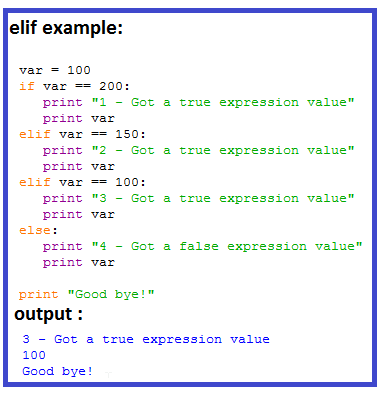 elif example:
var = 100
if var == 200:
   print "1 - Got a true expression value"
   print var
elif var == 150:
   print "2 - Got a true expression value"
   print var
elif var == 100:
   print "3 - Got a true expression value"
   print var
else:
   print "4 - Got a false expression value"
   print var
print "Good bye!"
output :
3 - Got a true expression value
100
Good bye!